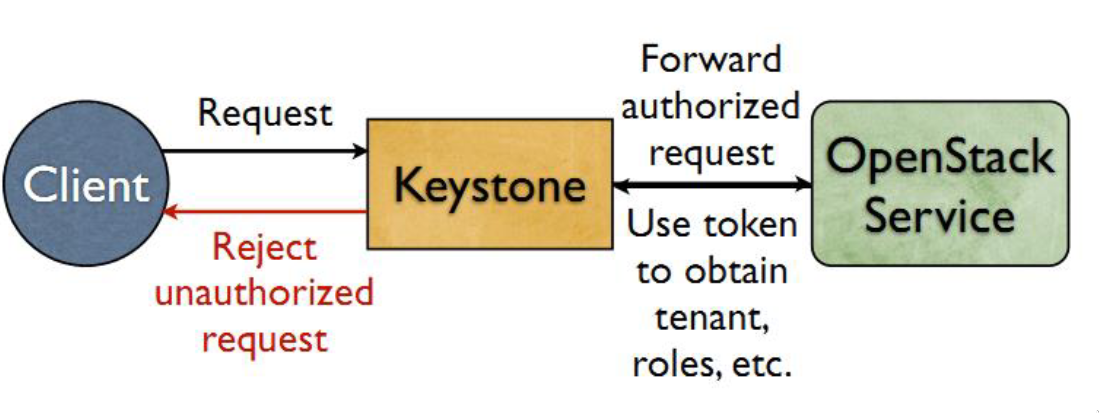 Client
Request
Reject
unauthorized
request
Keystone
Forward
authorized
request
Use token
to obtain
tenant,
roles, etc.
OpenStack
Service